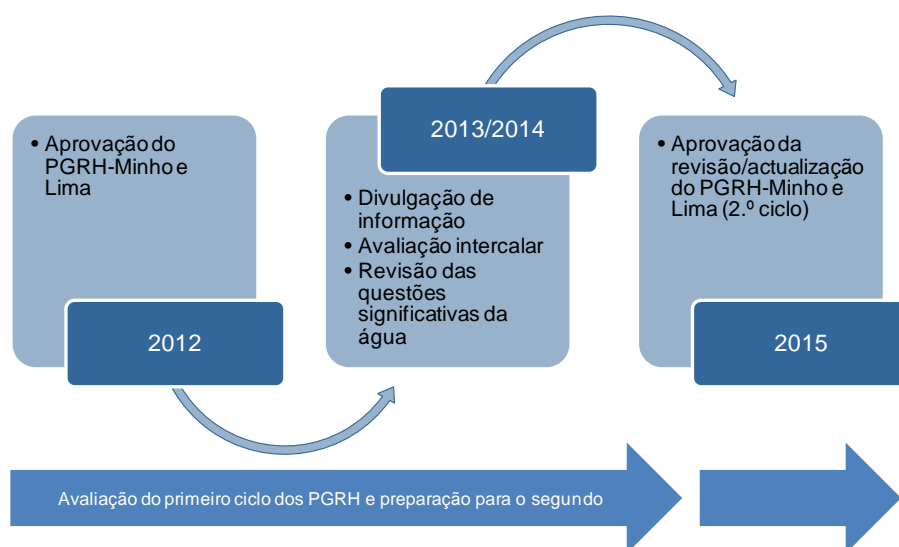 • Aprovação do
PGRH-Minho e
Lima
2012
2013/2014
• Divulgação de
informação
• Avaliação intercalar
• Revisão das
questões
significativas da
água
• Aprovação da
revisão/actualização
do PGRH-Minho e
Lima (2.º ciclo)
2015
Avaliação do primeiro ciclo dos PGRH e preparação para o segundo